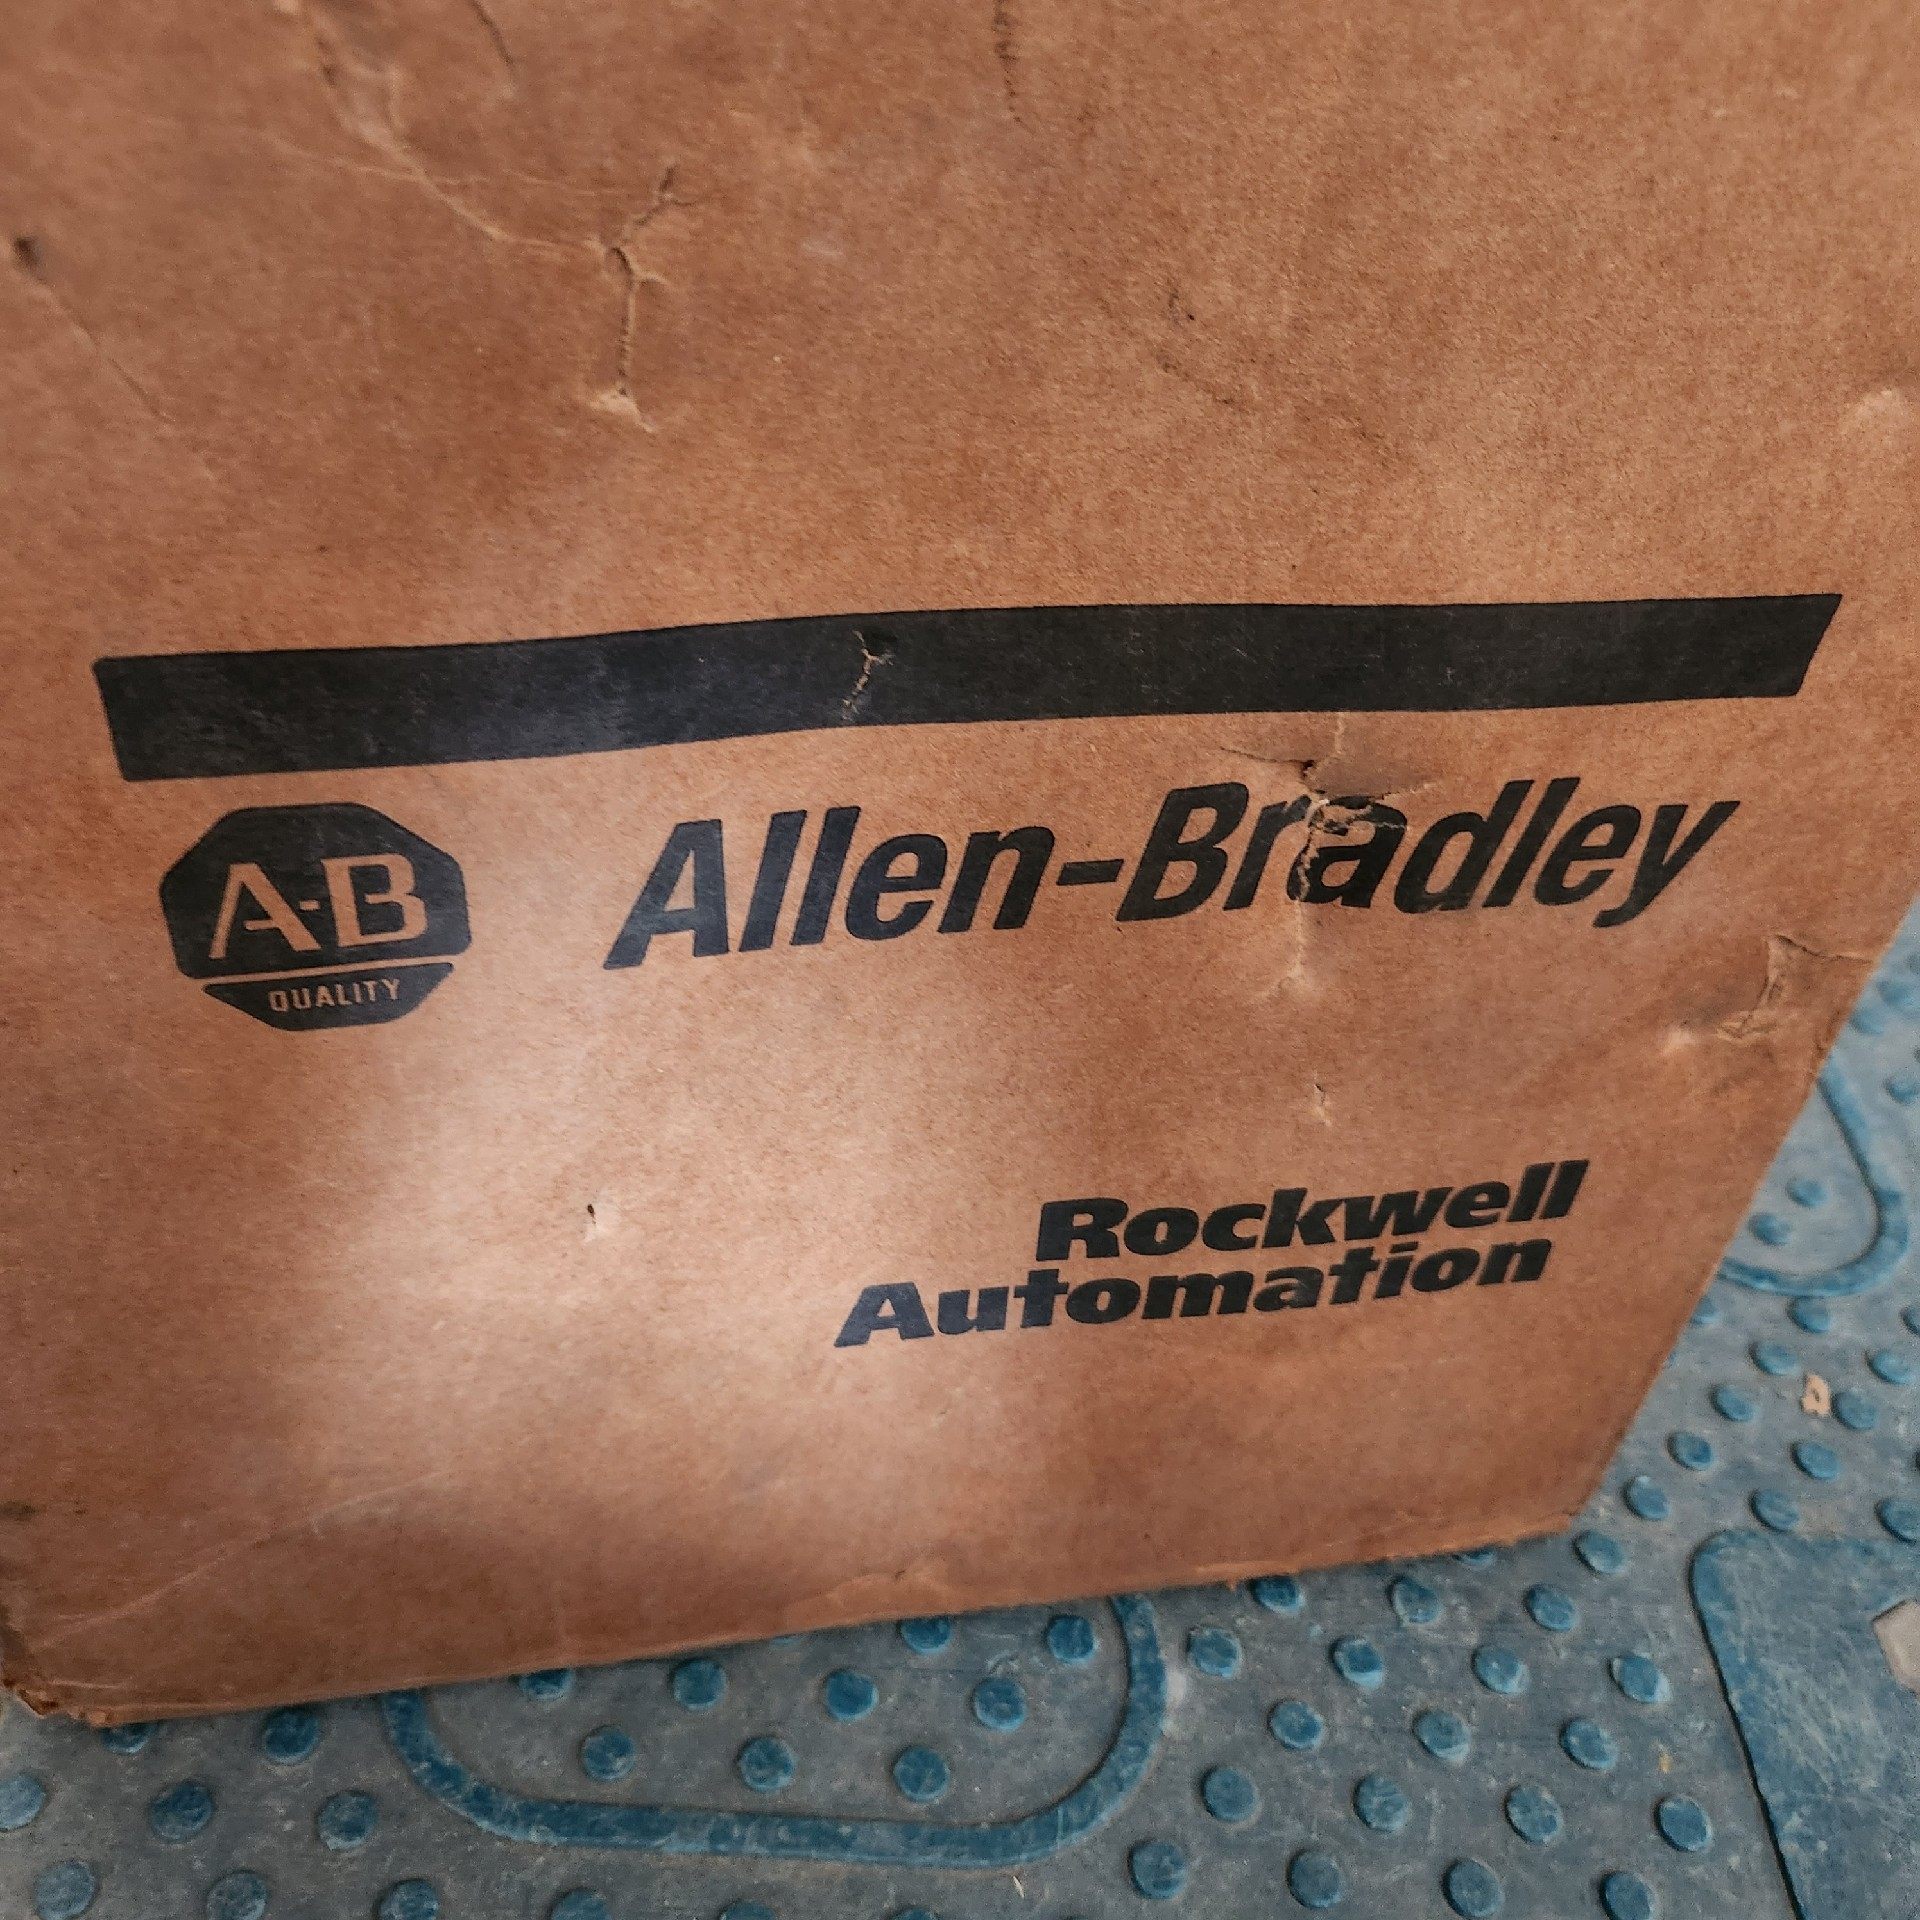 A-B
QUALITY
Allen-Bradley
Rockwell
Automation